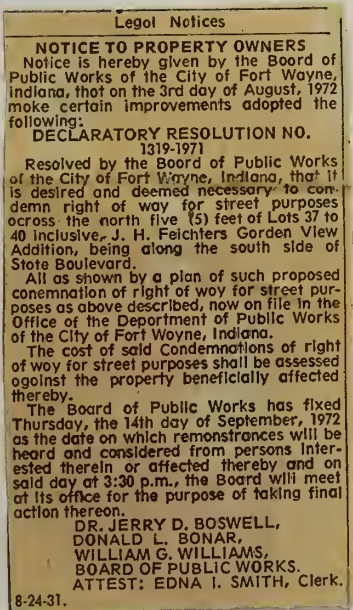 Legal Notices
NOTICE TO PROPERTY OWNERS
Notice is hereby given by the Board of
Public Works of the City of Fort Wayne,
Indiana, that on the 3rd day of August, 1972
moke certain improvements adopted the
following:
DECLARATORY RESOLUTION NO.
1319-1971
Resolved by the Board of Public Works
of the City of Fort Wayne, Indiana, that it
is desired and deemed necessary to con-
demn right of way for street purposes
across the north five (5) feet of Lots 37 to
40 inclusive, J. H. Feichters Gorden View
Addition, being along the south side of
Stote Boulevard.
All as shown by a plan of such proposed
conemnation of right of woy for street pur-
poses as above described, now on file in the
Office of the Department of Public Works
of the City of Fort Woyne, Indiana.
The cost of said Condemnations of right
of woy for street purposes shall be assessed
ogoinst the property beneficially affected
thereby.
The Board of Public Works has fixed
Thursday, the 14th day of September, 1972
as the date on which remonstrances will be
heard and considered from persons inter-
ested therein or affected thereby and on
said day at 3:30 p.m., the Board will meet
at its office for the purpose of taking final
action thereon.
DR. JERRY D. BOSWELL,
DONALD L. BONAR,
WILLIAM G. WILLIAMS,
BOARD OF PUBLIC WORKS.
ATTEST: EDNA I. SMITH, Clerk.
8-24-31.